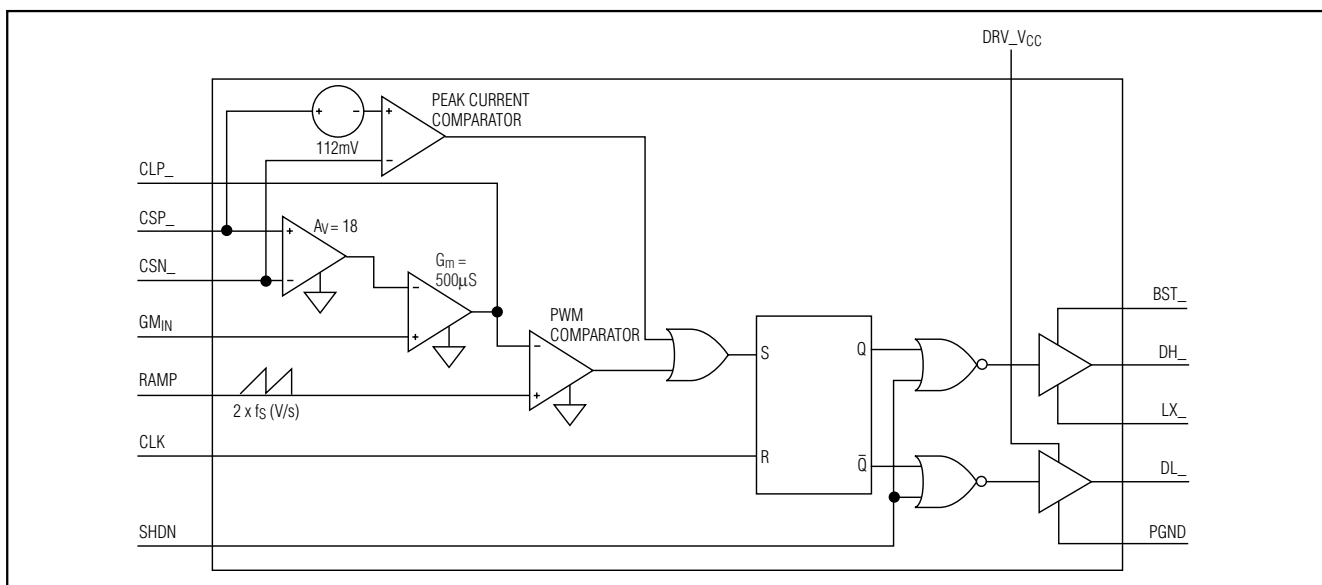 DRV_VCC
PEAK CURRENT
COMPARATOR
+ -
+
-
112mV
CLP_
CSP_
CSN_
AV = 18
+
-
Gm =
500µS
-
+
GMIN
PWM
COMPARATOR
-
+
RAMP
2 x fS (V/s)
CLK
SHDN
S
R
Q
Q̅
BST_
DH_
LX_
DL_
PGND